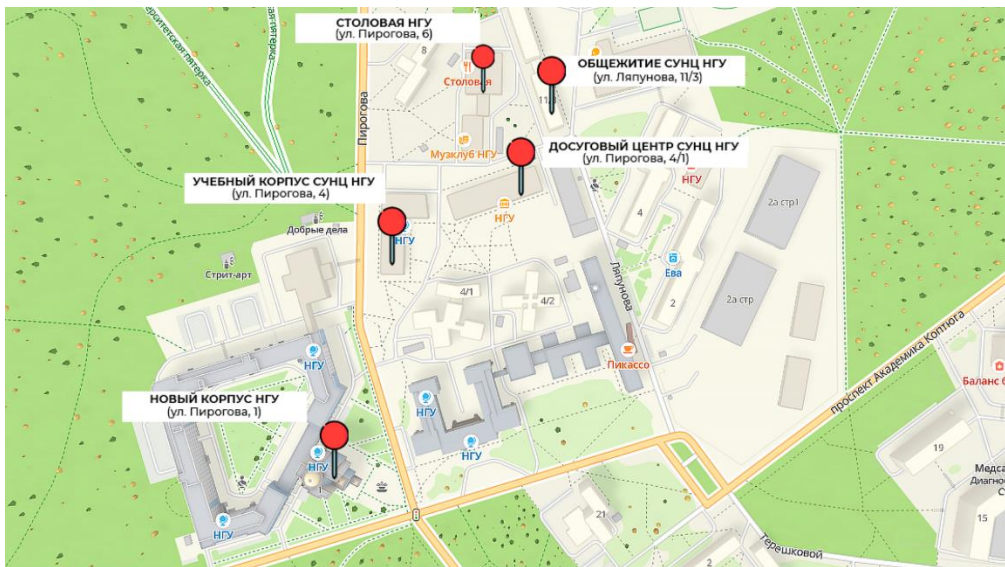 СТОЛОВАЯ НГУ
(ул. Пирогова, 6)
8
Столовая
Пирогова
ОБЩЕЖИТИЕ СУНЦ НГУ
(ул. Ляпунова, 11/3)
Музклуб НГУ
ДОСУГОВЫЙ ЦЕНТР СУНЦ НГУ
(ул. Пирогова, 4/1)
НГУ
УЧЕБНЫЙ КОРПУС СУНЦ НГУ
(ул. Пирогова, 4)
НГУ
2а стр1
4
Добрые дела
НГУ
Стрит-арт
Ляпунова
Ева
4/1
4/2
2
2а стр
НГУ
Пикассо
проспект Академика Коптюга
Баланс
НОВЫЙ КОРПУС НГУ
(ул. Пирогова, 1)
НГУ
НГУ
НГУ
19
21
НГУ
15
Терешковой